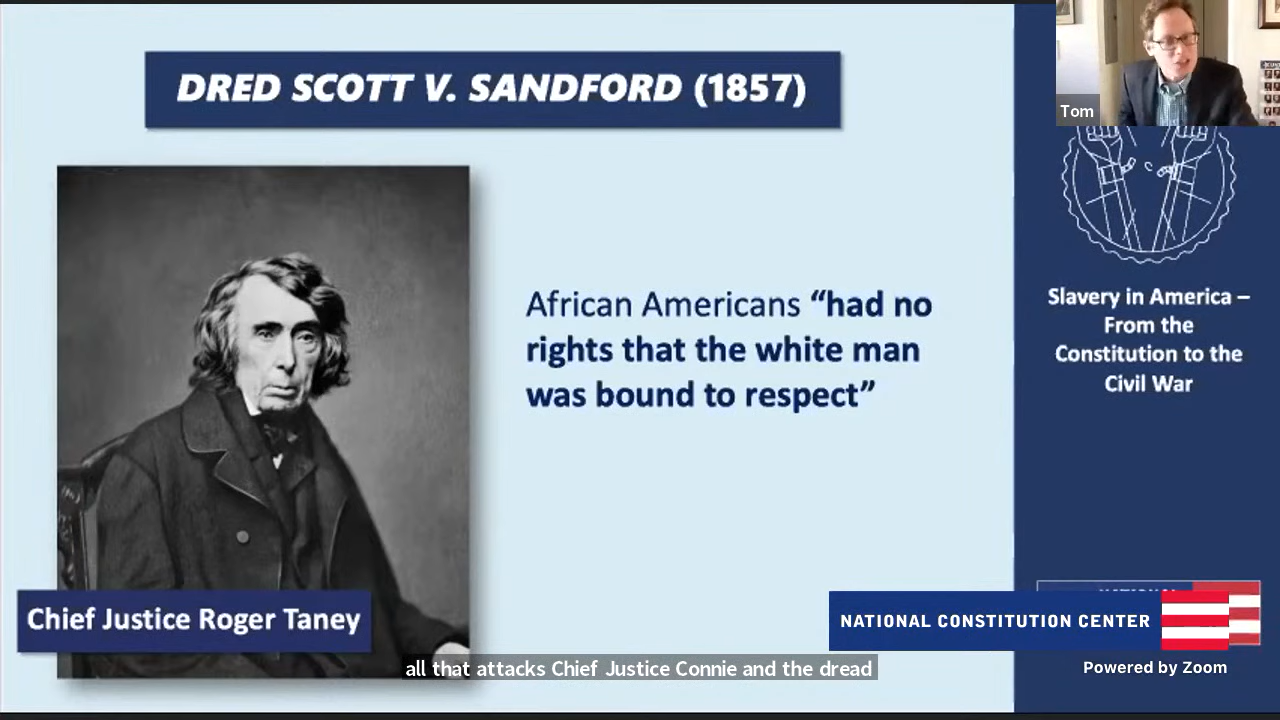 DRED SCOTT V. SANDFORD (1857)
Tom
African Americans “had no
rights that the white man
was bound to respect”
Slavery in America –
From the
Constitution to the
Civil War
Chief Justice Roger Taney
NATIONAL CONSTITUTION CENTER
Powered by Zoom
all that attacks Chief Justice Connie and the dread